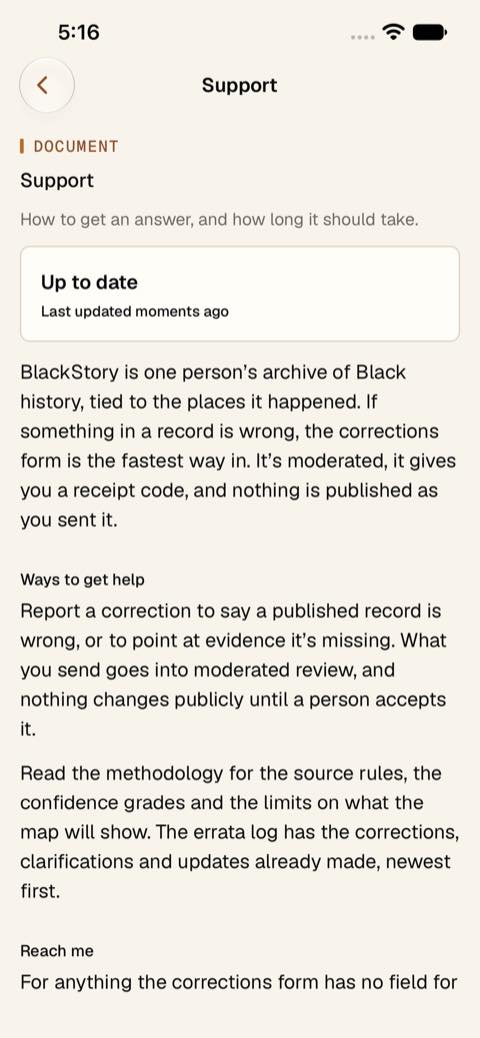 5:16
Support
DOCUMENT
Support
How to get an answer, and how long it should take.
Up to date
Last updated moments ago
BlackStory is one person’s archive of Black
history, tied to the places it happened. If
something in a record is wrong, the corrections
form is the fastest way in. It’s moderated, it gives
you a receipt code, and nothing is published as
you sent it.
Ways to get help
Report a correction to say a published record is
wrong, or to point at evidence it’s missing. What
you send goes into moderated review, and
nothing changes publicly until a person accepts
it.
Read the methodology for the source rules, the
confidence grades and the limits on what the
map will show. The errata log has the corrections,
clarifications and updates already made, newest
first.
Reach me
For anything the corrections form has no field for